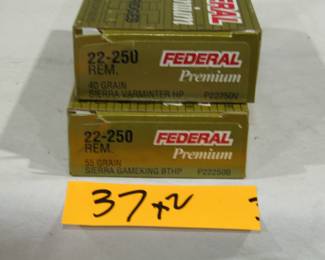 FEDERAL
Premium
22-250
REM.
FEDERAL
Premium
40 GRAIN
SIERRA VARMINTER HP
P22250V
22-250
REM.
FEDERAL
Premium
55 GRAIN
SIERRA GAMEKING BTHP
P22250B
37x2